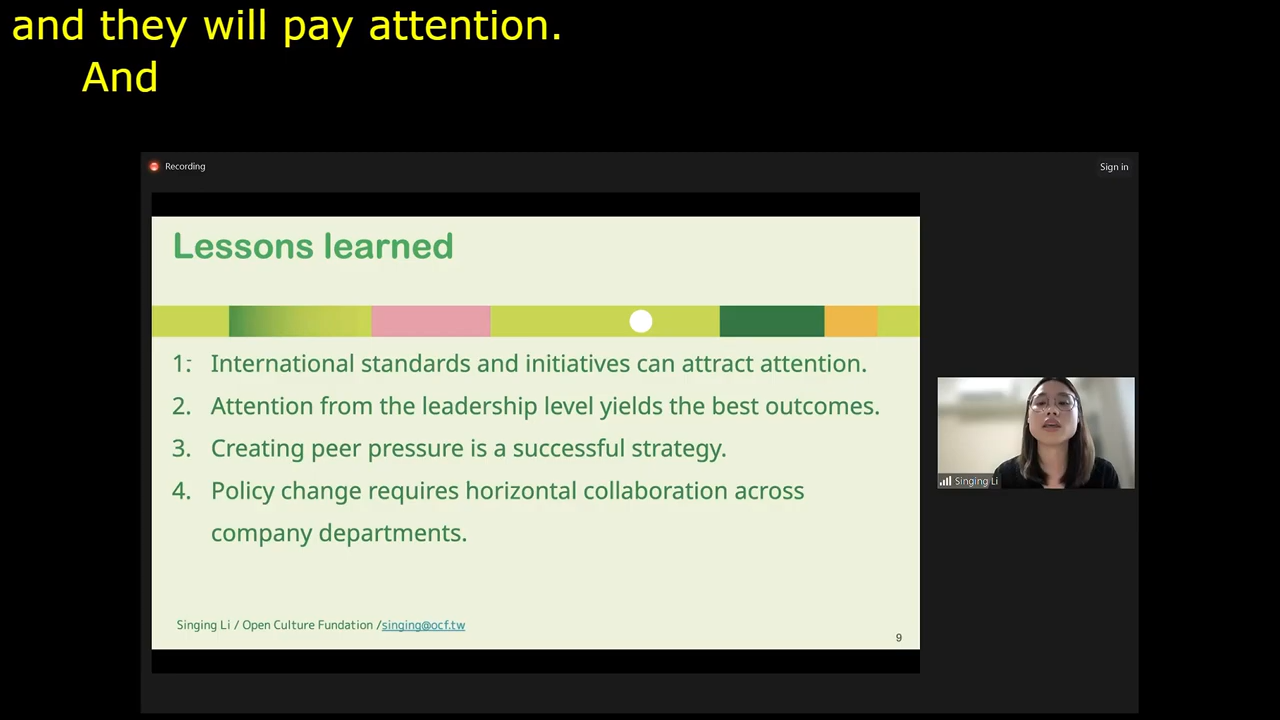 and they will pay attention.
And
Recording
Sign in
Lessons learned
1. International standards and initiatives can attract attention.
2. Attention from the leadership level yields the best outcomes.
3. Creating peer pressure is a successful strategy.
4. Policy change requires horizontal collaboration across
company departments.
Singing Li
Singing Li / Open Culture Fundation /singing@ocf.tw
9